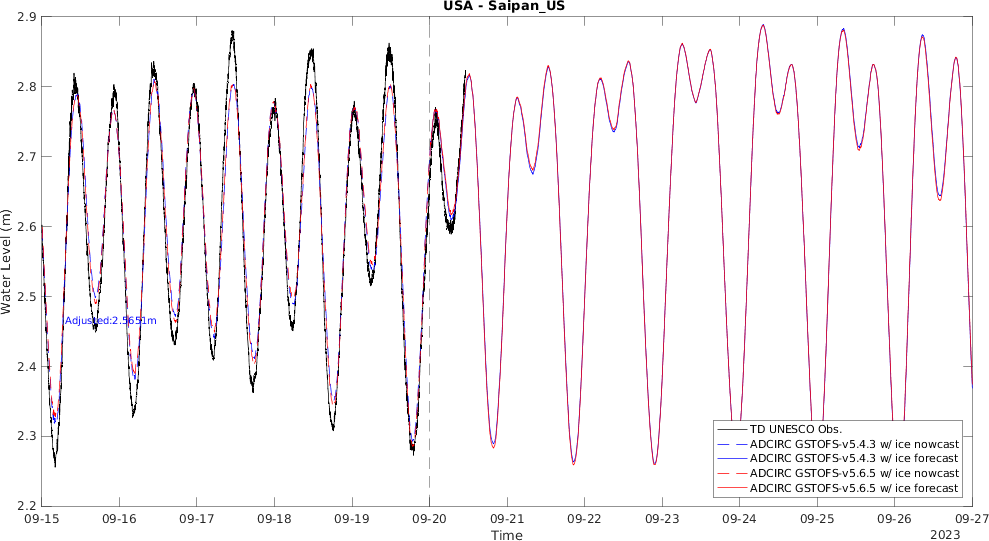 USA - Saipan_US
2.9
2.8
2.7
2.6
2.5
2.4
2.3
2.2
Water Level (m)
Adjusted:2.5651m
TD UNESCO Obs.
ADCIRC GSTOFS-v5.4.3 w/ ice nowcast
ADCIRC GSTOFS-v5.4.3 w/ ice forecast
ADCIRC GSTOFS-v5.6.5 w/ ice nowcast
ADCIRC GSTOFS-v5.6.5 w/ ice forecast
09-15 09-16 09-17 09-18 09-19 09-20 09-21 09-22 09-23 09-24 09-25 09-26 09-27
Time 2023